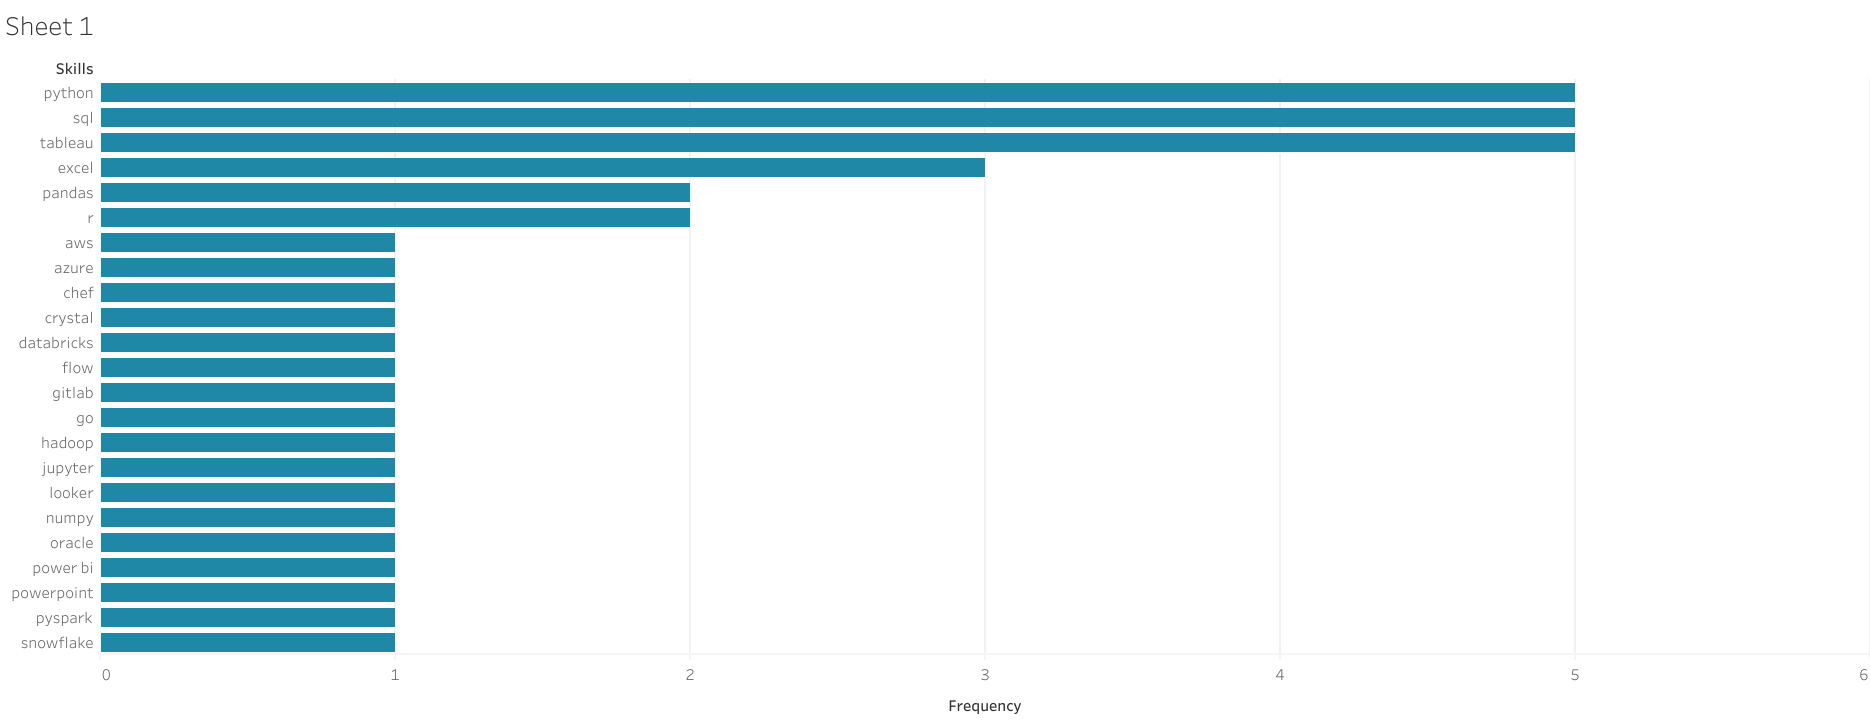 Sheet 1
Skills
python
sql
tableau
excel
pandas
r
aws
azure
chef
crystal
databricks
flow
gitlab
go
hadoop
jupyter
looker
numpy
oracle
power bi
powerpoint
pyspark
snowflake
0 1 2 3 4 5 6
Frequency